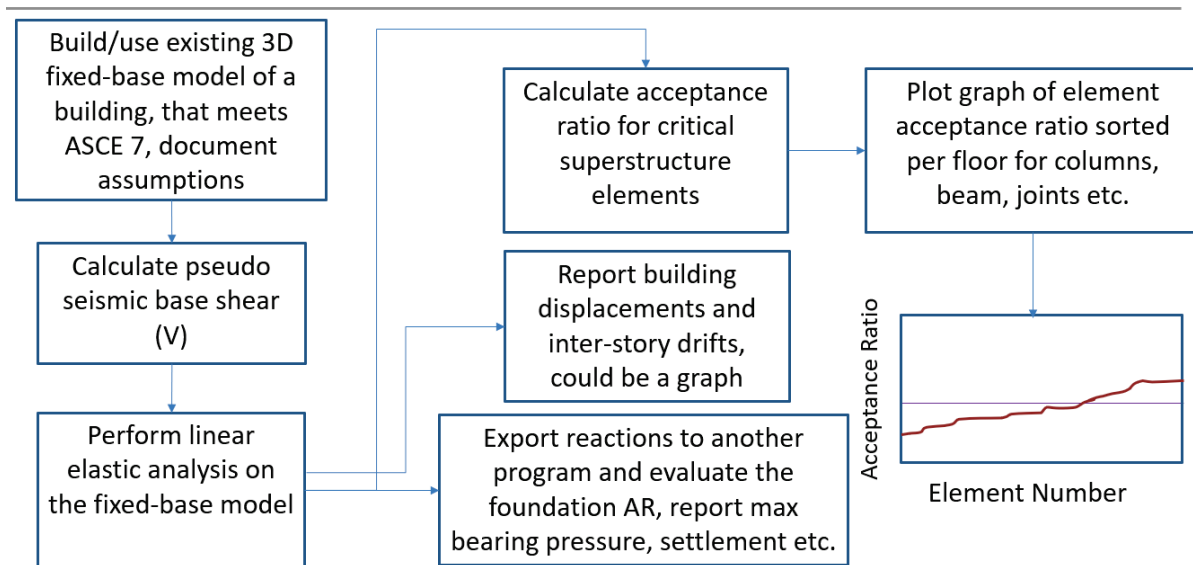 Build/use existing 3D
fixed-base model of a
building, that meets
ASCE 7, document
assumptions
Calculate pseudo
seismic base shear
(V)
Perform linear
elastic analysis on
the fixed-base model
Calculate acceptance
ratio for critical
superstructure
elements
Report building
displacements and
inter-story drifts,
could be a graph
Export reactions to another
program and evaluate the
foundation AR, report max
bearing pressure, settlement etc.
Plot graph of element
acceptance ratio sorted
per floor for columns,
beam, joints etc.
Acceptance Ratio
Element Number